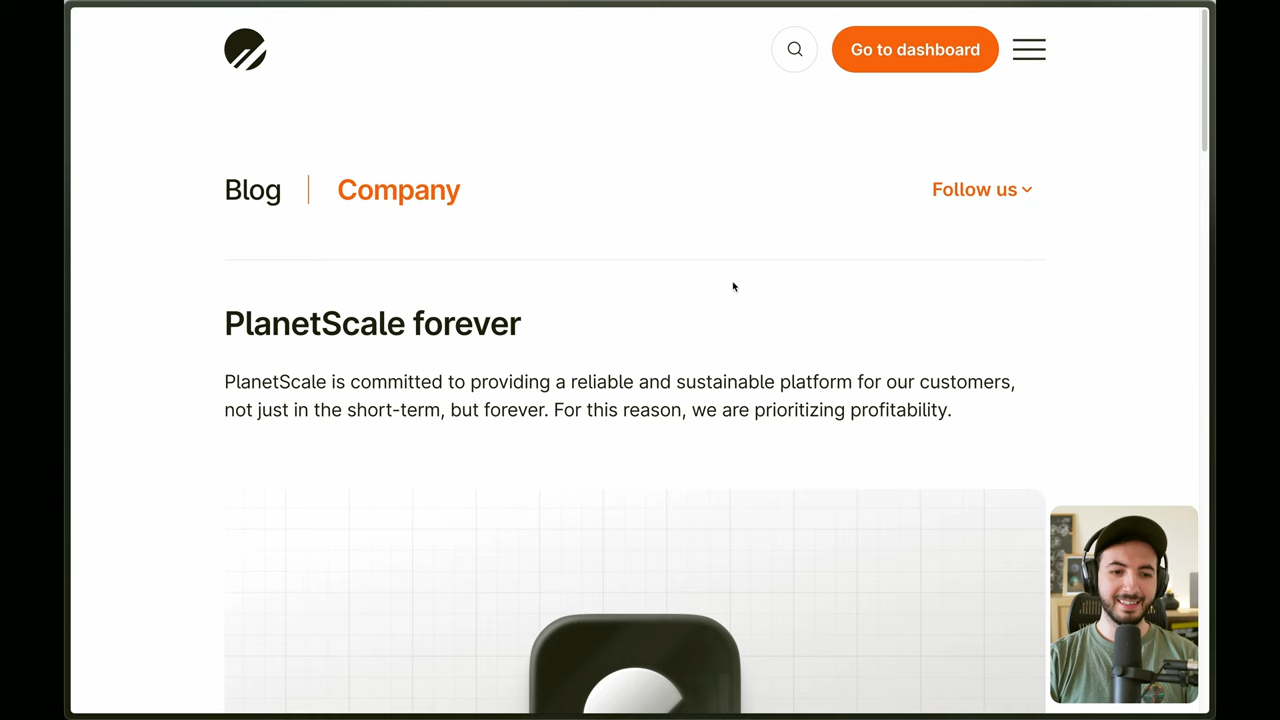 Go to dashboard
Blog
Company
Follow us
PlanetScale forever
PlanetScale is committed to providing a reliable and sustainable platform for our customers,
not just in the short-term, but forever. For this reason, we are prioritizing profitability.